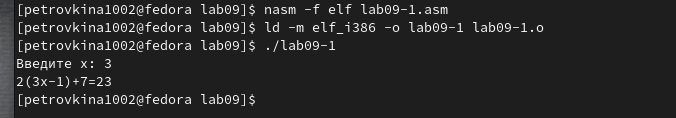 [petrovkina1002@fedora lab09]$ nasm -f elf lab09-1.asm
[petrovkina1002@fedora lab09]$ ld -m elf_i386 -o lab09-1 lab09-1.o
[petrovkina1002@fedora lab09]$ ./lab09-1
Введите x: 3
2(3x-1)+7=23
[petrovkina1002@fedora lab09]$